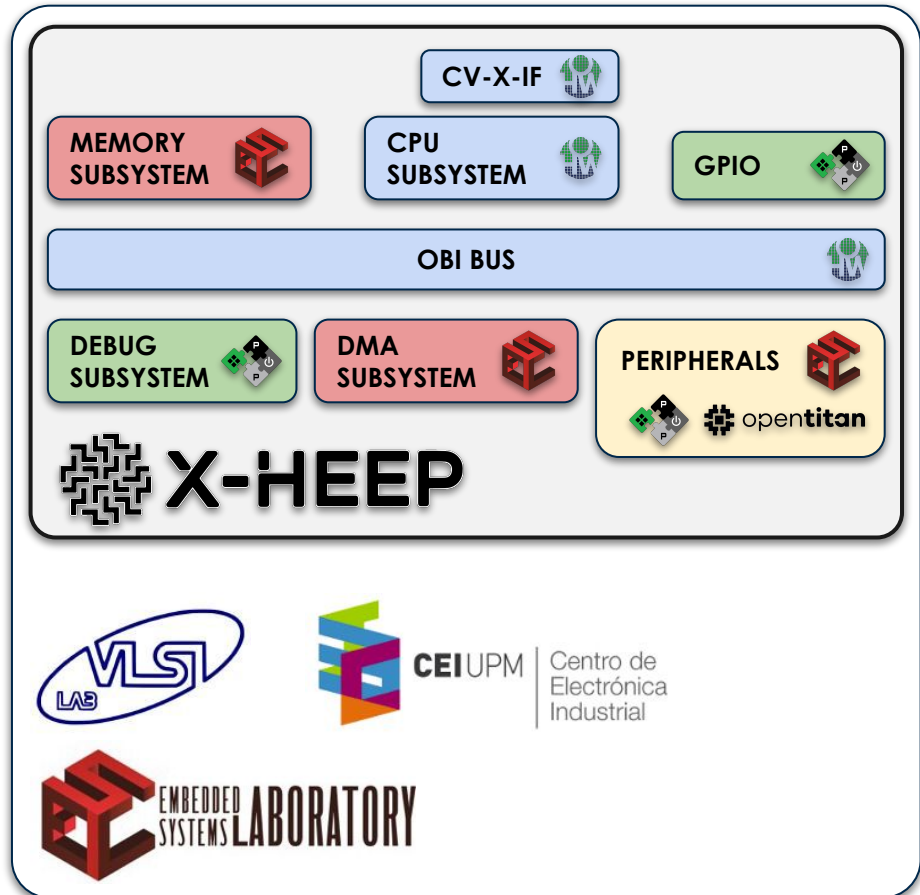 CV-X-IF
MEMORY
SUBSYSTEM
CPU
SUBSYSTEM
GPIO
P
P
OBI BUS
DEBUG
SUBSYSTEM
P
P
DMA
SUBSYSTEM
PERIPHERALS
P
P
opentitan
X-HEEP
VLSI
LAB
CEIUPM
Centro de
Electrónica
Industrial
ESL
EMBEDDED
SYSTEMS
LABORATORY